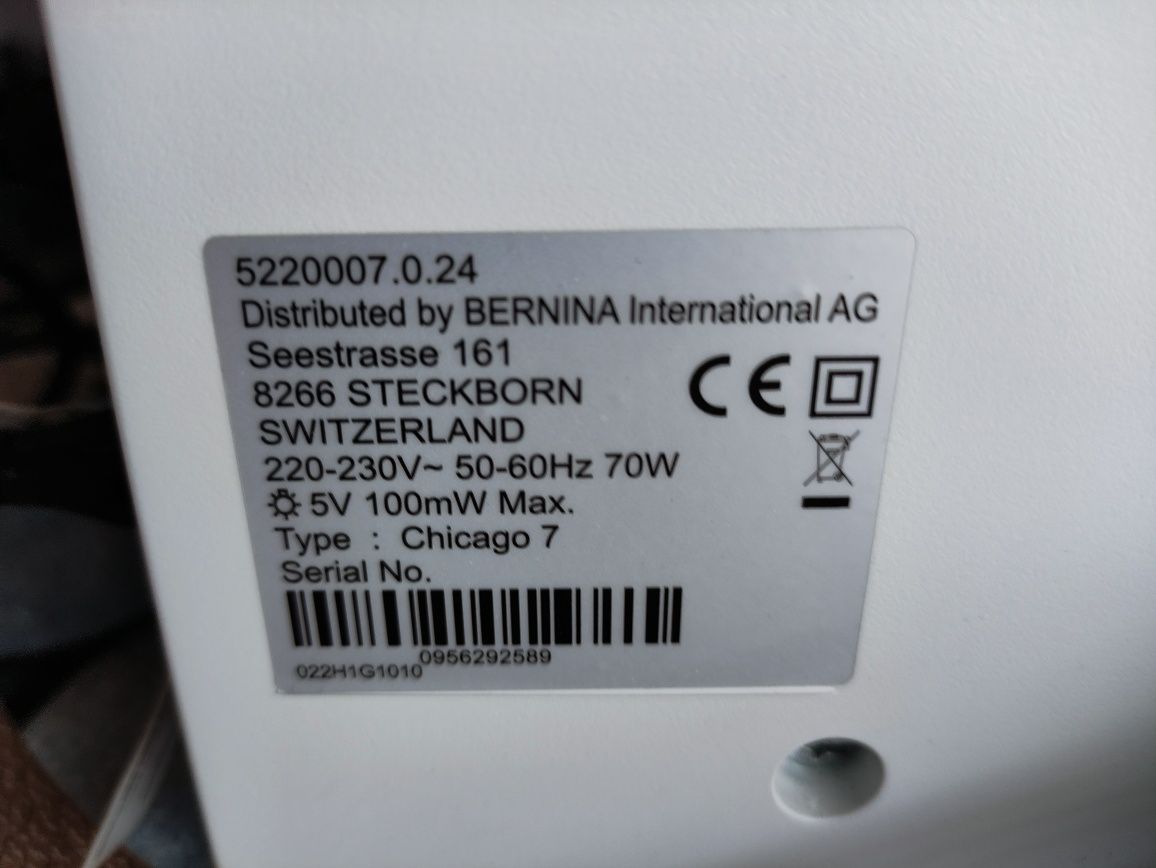 5220007.0.24
Distributed by BERNINA International AG
Seestrasse 161
8266 STECKBORN
SWITZERLAND
220-230V~ 50-60Hz 70W
5V 100mW Max.
Type : Chicago 7
Serial No.
0956292589
022H1G1010
CE